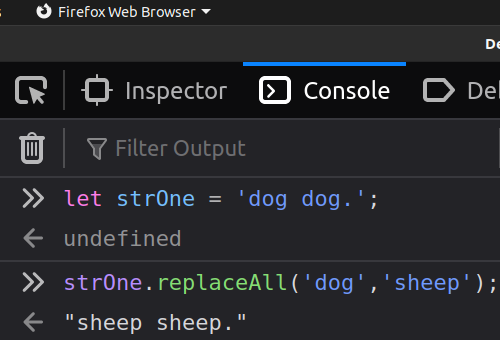 s Firefox Web Browser
De
Inspector Console Del
Filter Output
let strOne = 'dog dog.';
undefined
strOne.replaceAll('dog','sheep');
"sheep sheep."